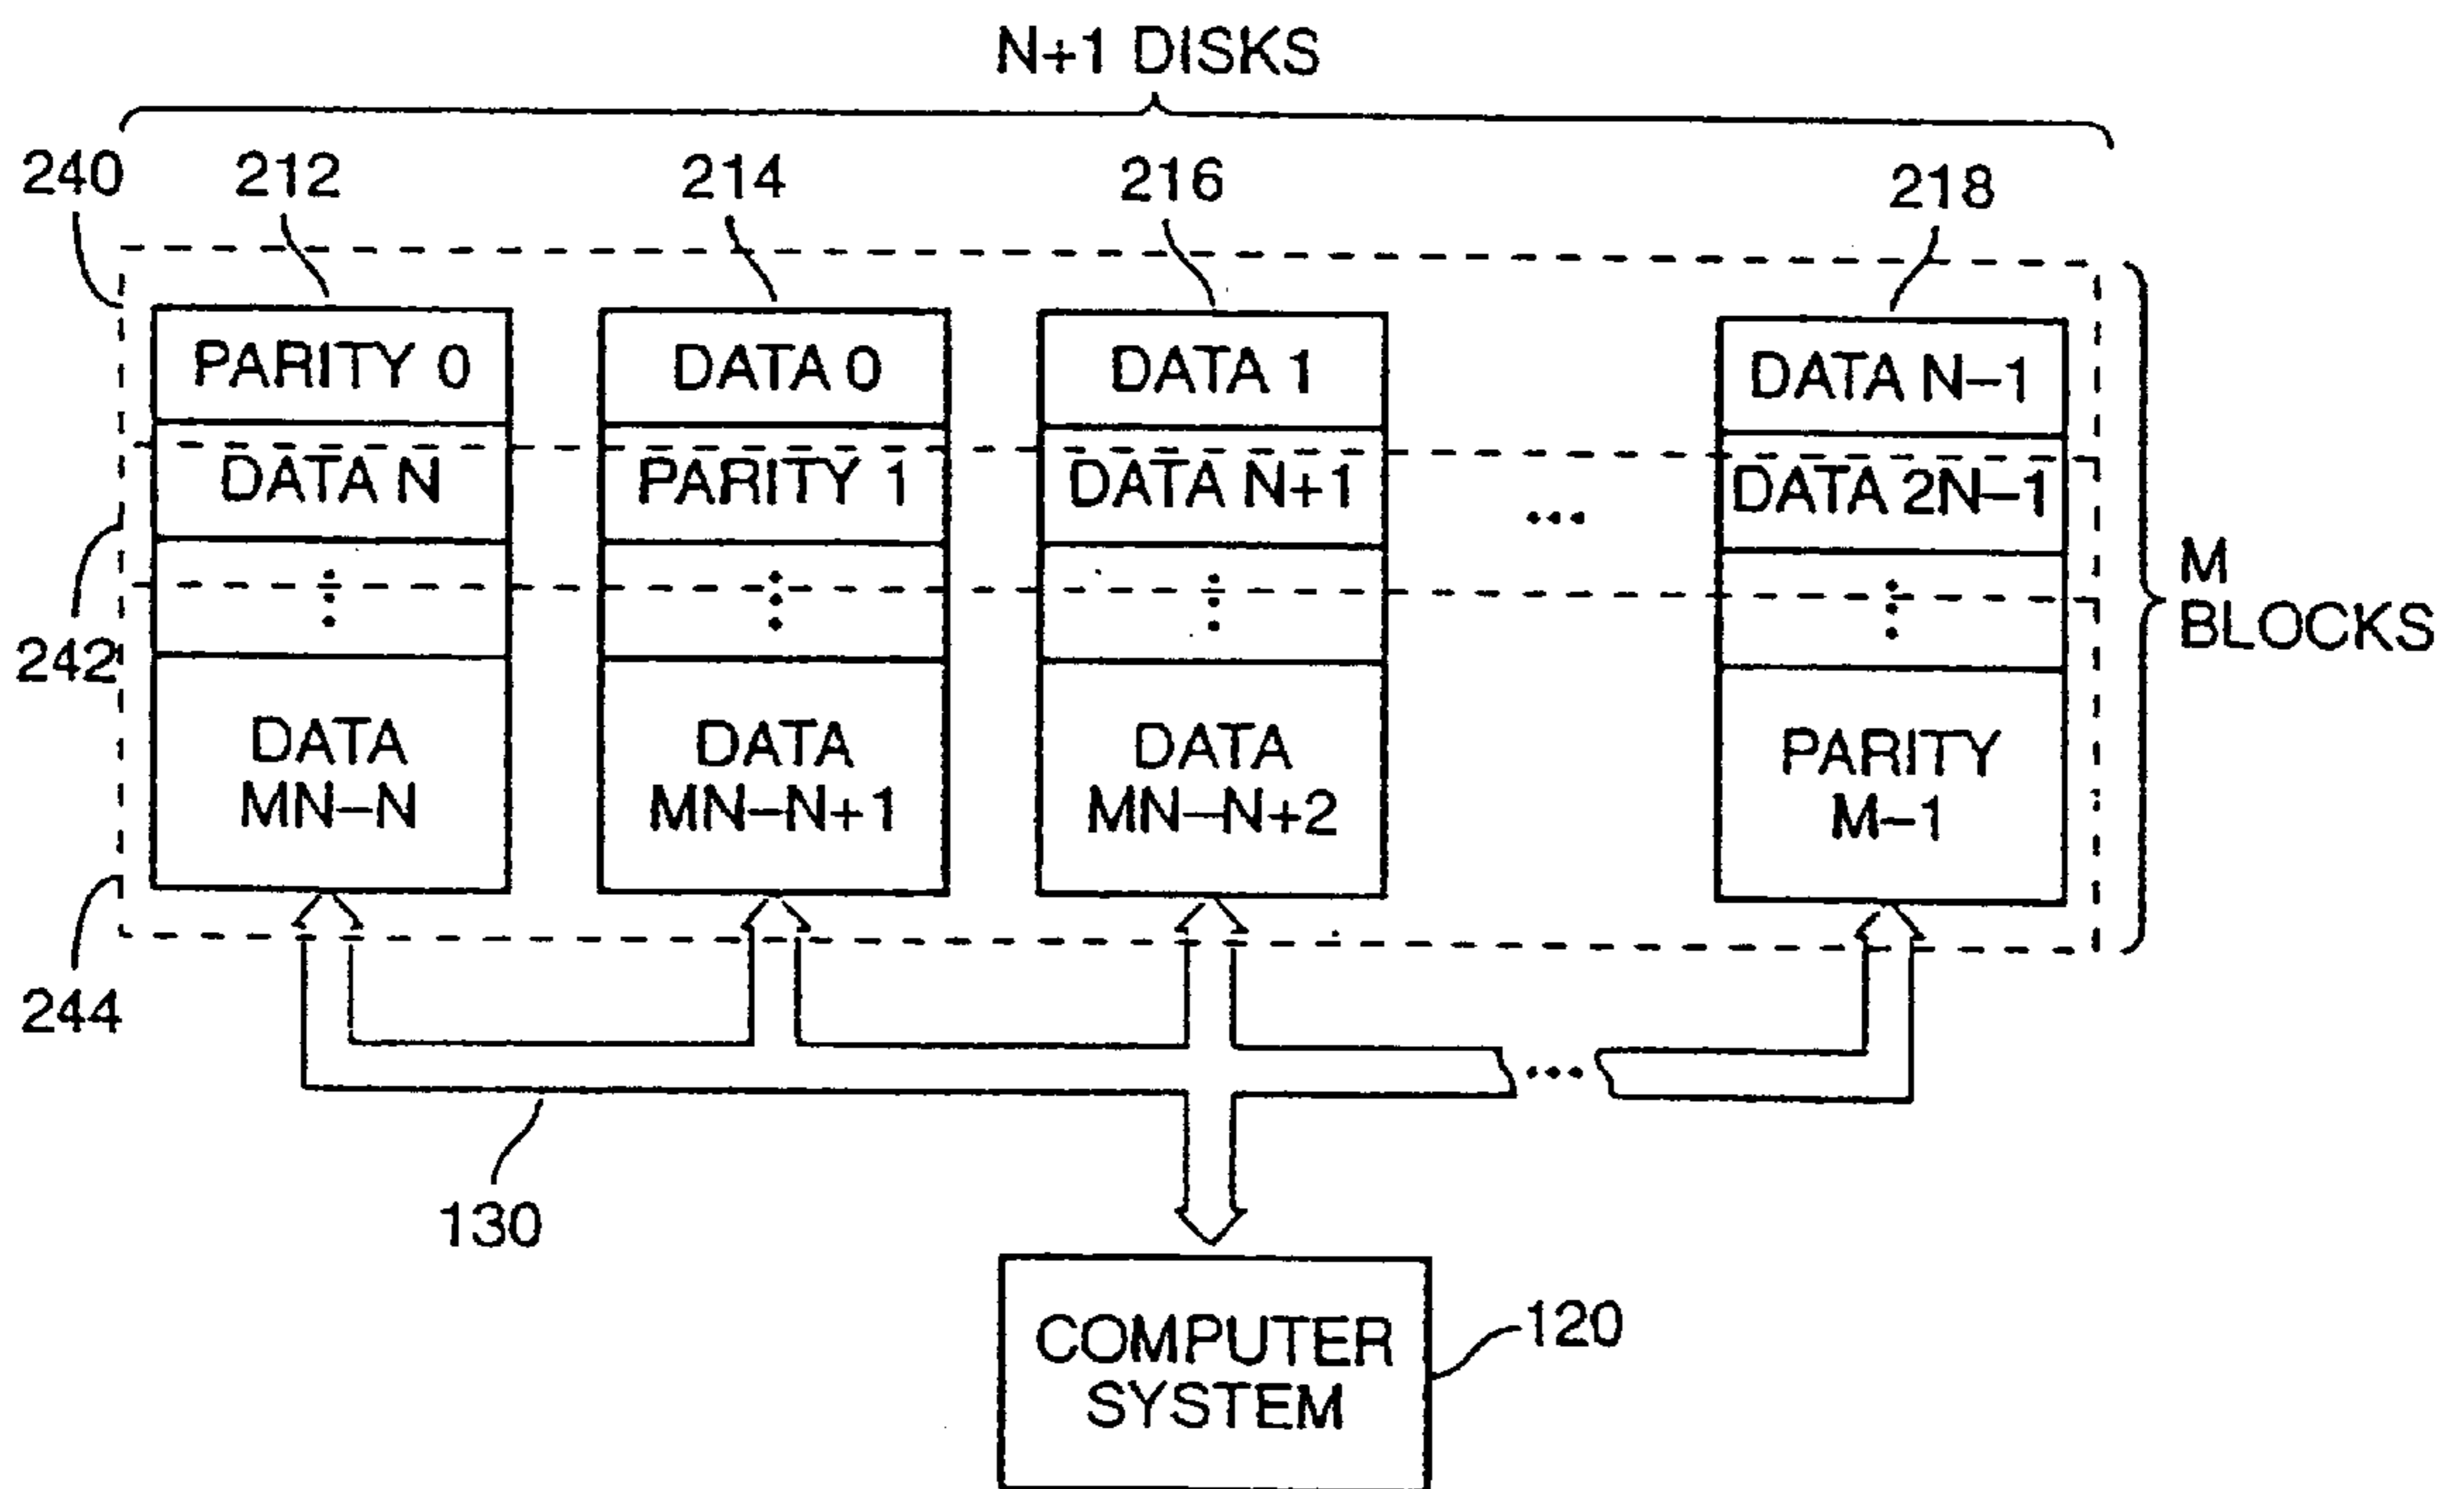 N+1 DISKS
240
212
214
216
218
PARITY 0
DATA 0
DATA 1
DATA N–1
DATA N
PARITY 1
DATA N+1
...
DATA 2N–1
242
M
BLOCKS
DATA
MN–N
DATA
MN–N+1
DATA
MN–N+2
PARITY
M–1
244
...
130
COMPUTER
SYSTEM
120